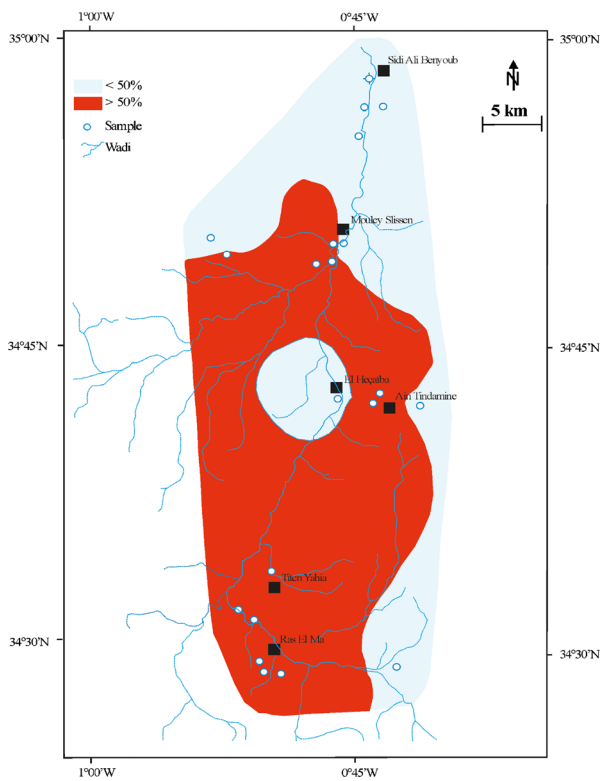 1°00'W
0°45'W
35°00'N
35°00'N
Sidi Ali Benyoub
N
< 50%
> 50%
5 km
Sample
Wadi
Mouley Slissen
34°45'N
34°45'N
El Heçaiba
Ain Tindamine
Titen Yahia
Ras El Ma
34°30'N
34°30'N
1°00'W
0°45'W